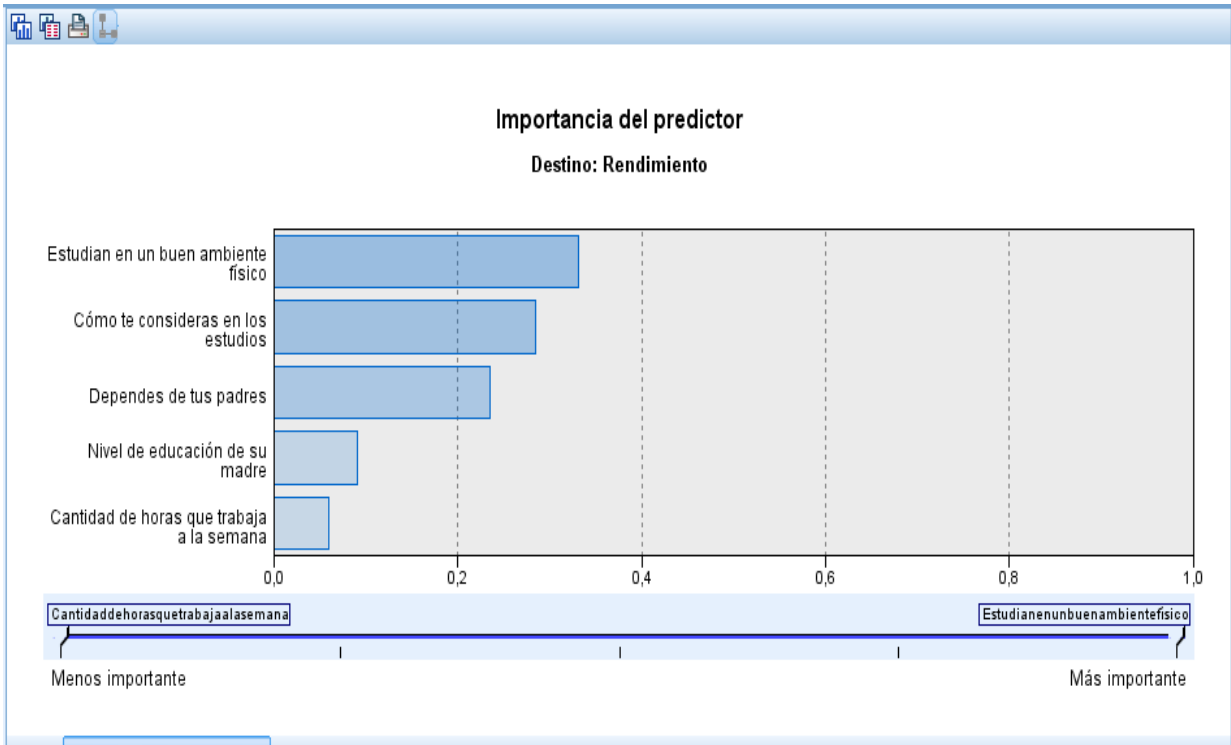 Importancia del predictor
Destino: Rendimiento
Estudian en un buen ambiente
físico
Cómo te consideras en los
estudios
Dependes de tus padres
Nivel de educación de su
madre
Cantidad de horas que trabaja
a la semana
0,0 0,2 0,4 0,6 0,8 1,0
Cantidaddehorasquetrabajaalasemana Estudianenunbuenambientefísico
Menos importante Más importante